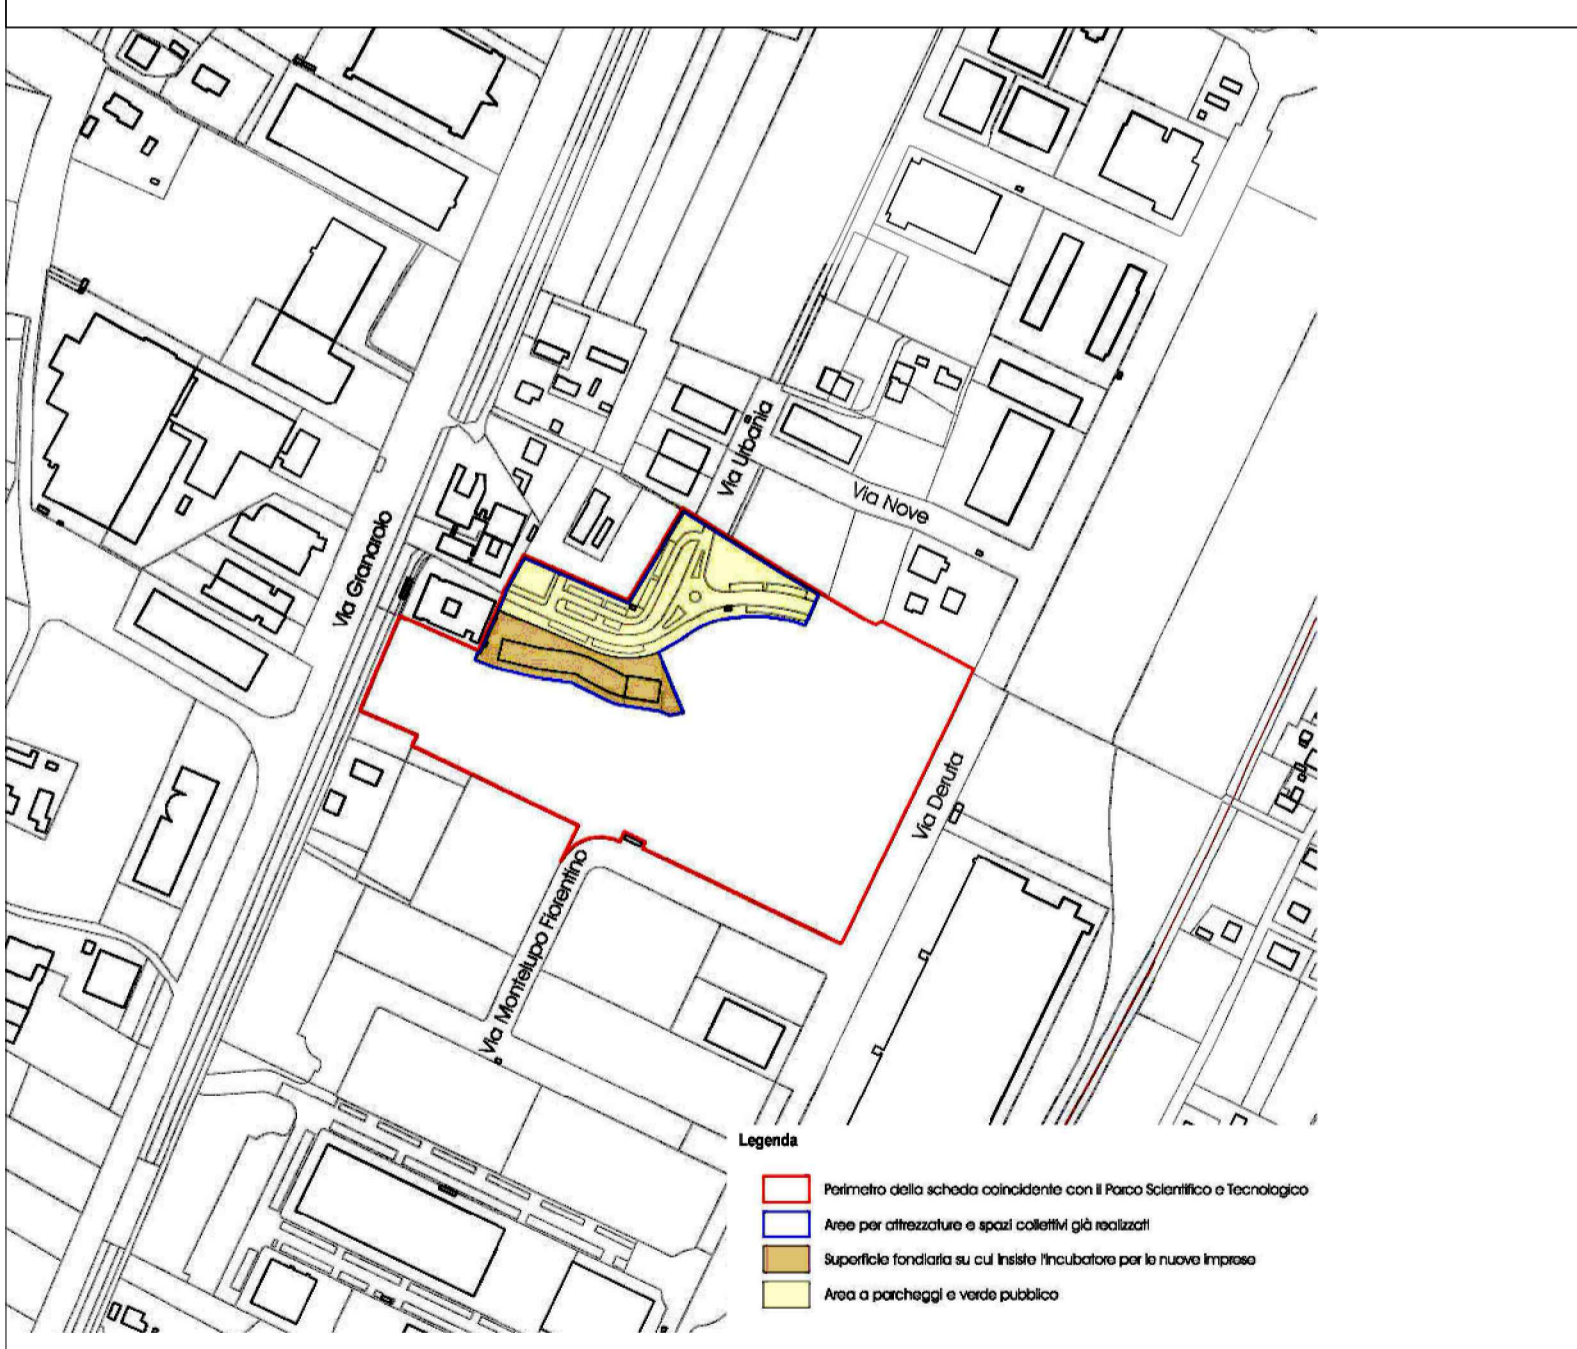 Via Urbania
Via Nove
Via Granarolo
Via Deruta
Via Montelupo Fiorentino
Legenda
Perimetro della scheda coincidente con il Parco Scientifico e Tecnologico
Aree per attrezzature e spazi collettivi già realizzati
Superficie fondiaria su cui insiste l'incubatore per le nuove imprese
Area a parcheggi e verde pubblico